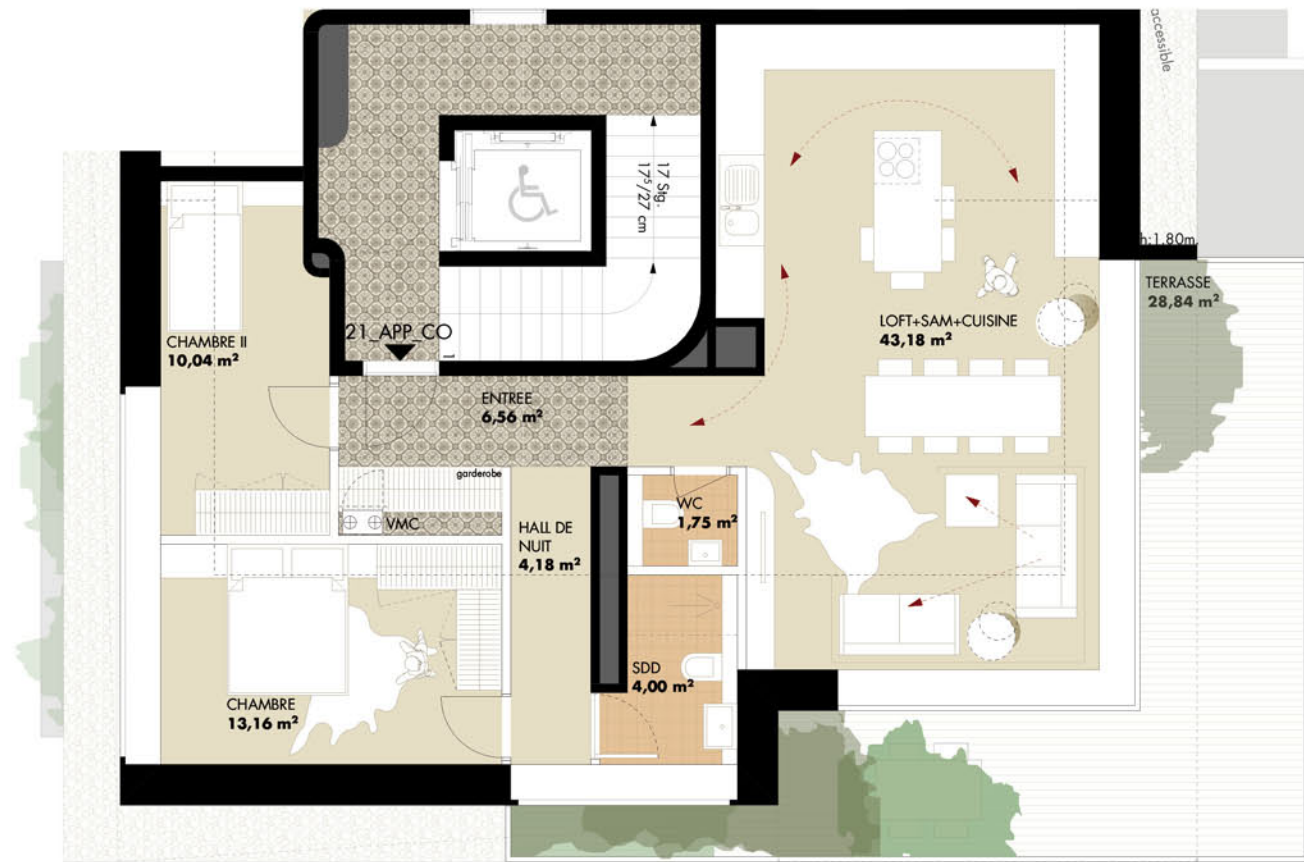 accessible
17 Stg.
17⁵/27 cm
h:1.80m
TERRASSE
28,84 m²
CHAMBRE II
10,04 m²
21_APP_CO
1
LOFT+SAM+CUISINE
43,18 m²
ENTREE
6,56 m²
garderobe
VMC
HALL DE
NUIT
4,18 m²
WC
1,75 m²
SDD
4,00 m²
CHAMBRE
13,16 m²